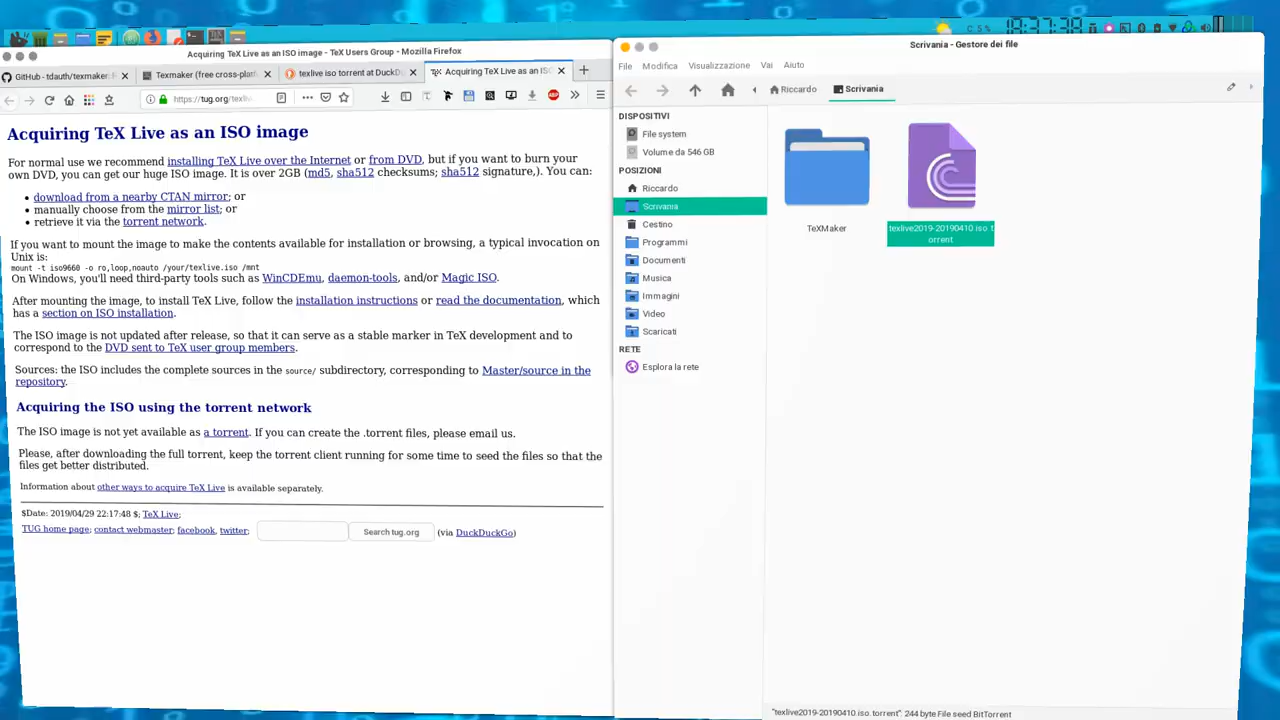 18:37:38
C 5 %
Acquiring TeX Live as an ISO image - TeX Users Group - Mozilla Firefox
GitHub - tdauth/texmaker:
Texmaker (free cross-plat
texlive iso torrent at DuckD
Acquiring TeX Live as an ISO
https://tug.org/texliv
Acquiring TeX Live as an ISO image
For normal use we recommend installing TeX Live over the Internet or from DVD, but if you want to burn your
own DVD, you can get our huge ISO image. It is over 2GB (md5, sha512 checksums; sha512 signature,). You can:
• download from a nearby CTAN mirror; or
• manually choose from the mirror list; or
• retrieve it via the torrent network.
If you want to mount the image to make the contents available for installation or browsing, a typical invocation on
Unix is:
mount -t iso9660 -o ro,loop,noauto /your/texlive.iso /mnt
On Windows, you'll need third-party tools such as WinCDEmu, daemon-tools, and/or Magic ISO.
After mounting the image, to install TeX Live, follow the installation instructions or read the documentation, which
has a section on ISO installation.
The ISO image is not updated after release, so that it can serve as a stable marker in TeX development and to
correspond to the DVD sent to TeX user group members.
Sources: the ISO includes the complete sources in the source/ subdirectory, corresponding to Master/source in the
repository.
Acquiring the ISO using the torrent network
The ISO image is not yet available as a torrent. If you can create the .torrent files, please email us.
Please, after downloading the full torrent, keep the torrent client running for some time to seed the files so that the
files get better distributed.
Information about other ways to acquire TeX Live is available separately.
$Date: 2019/04/29 22:17:48 $; TeX Live;
TUG home page; contact webmaster; facebook, twitter; Search tug.org (via DuckDuckGo)
Scrivania - Gestore dei file
File Modifica Visualizzazione Vai Aiuto
Riccardo Scrivania
DISPOSITIVI
File system
Volume da 546 GB
POSIZIONI
Riccardo
Scrivania
Cestino
Programmi
Documenti
Musica
Immagini
Video
Scaricati
RETE
Esplora la rete
TeXMaker
texlive2019-20190410.iso.t
orrent
"texlive2019-20190410.iso.torrent": 244 byte File seed BitTorrent